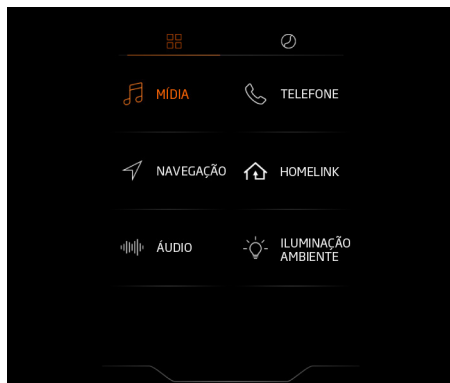 MÍDIA
TELEFONE
NAVEGAÇÃO
HOMELINK
ÁUDIO
ILUMINAÇÃO
AMBIENTE